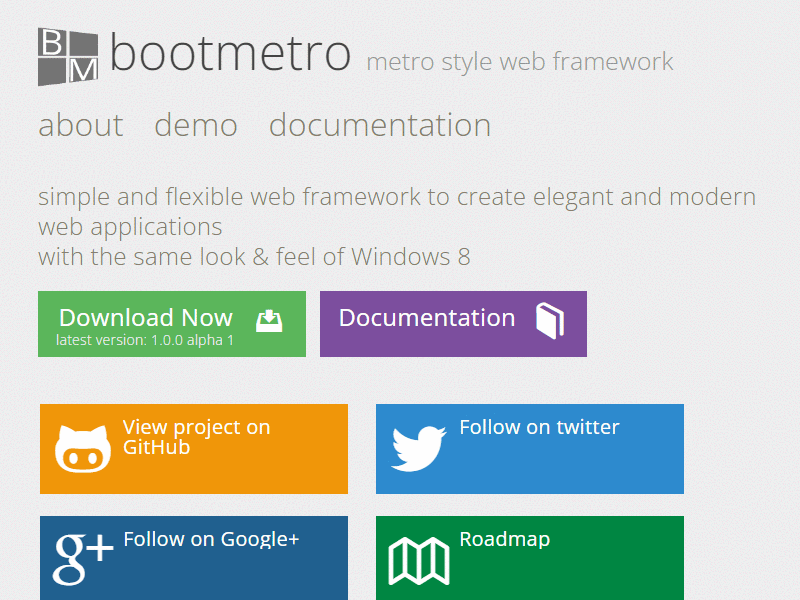 BM
bootmetro metro style web framework
about demo documentation
simple and flexible web framework to create elegant and modern
web applications
with the same look & feel of Windows 8
Download Now
latest version: 1.0.0 alpha 1
Documentation
View project on
GitHub
Follow on twitter
g+ Follow on Google+
Roadmap